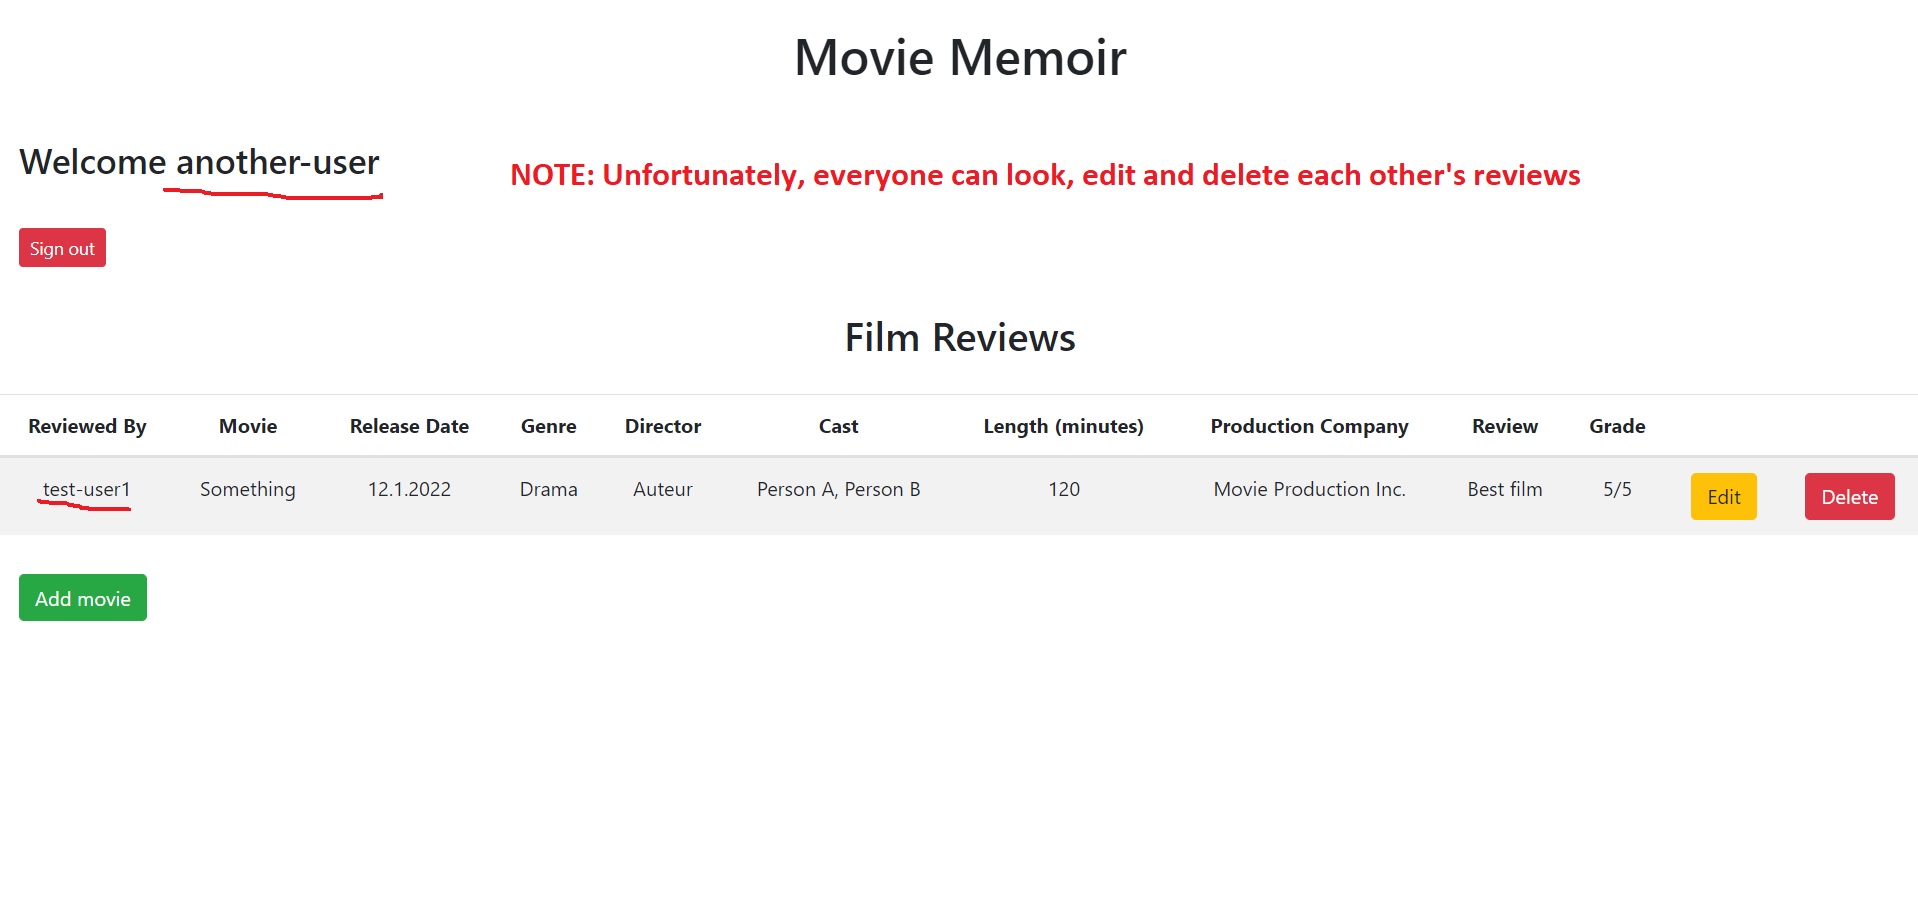 Movie Memoir
Welcome another-user
NOTE: Unfortunately, everyone can look, edit and delete each other's reviews
Sign out
Film Reviews
Reviewed By Movie Release Date Genre Director Cast Length (minutes) Production Company Review Grade
test-user1 Something 12.1.2022 Drama Auteur Person A, Person B 120 Movie Production Inc. Best film 5/5 Edit Delete
Add movie